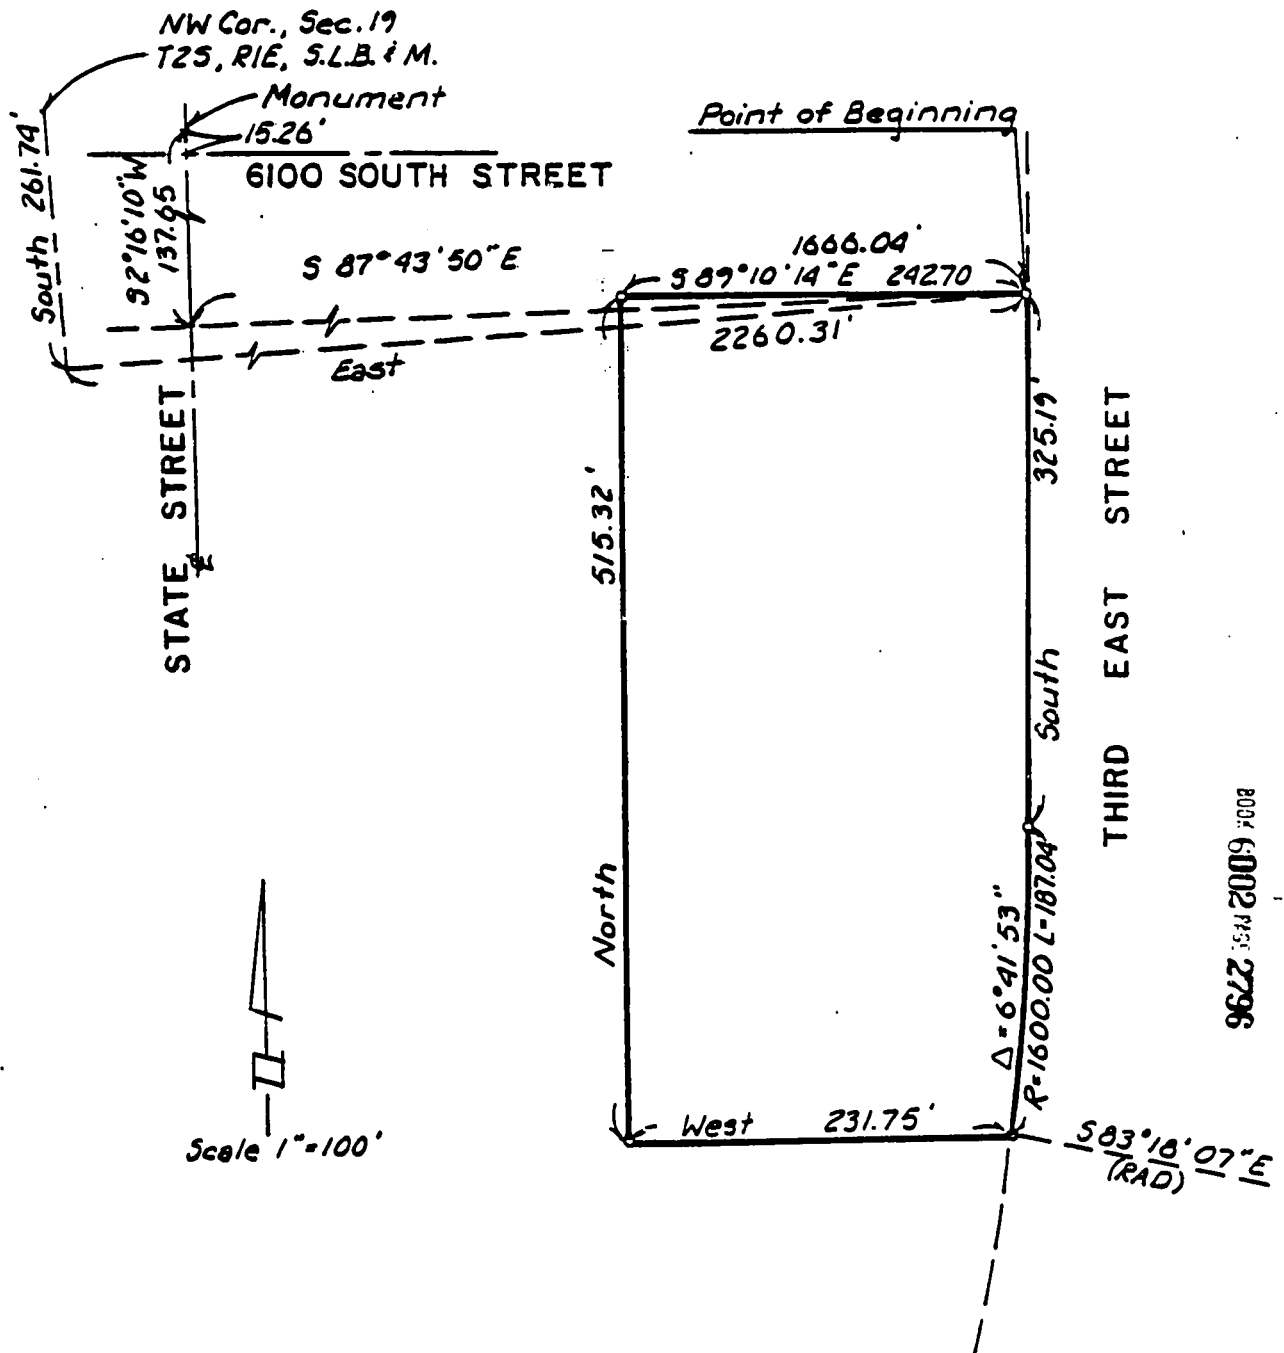 NW Cor., Sec. 19
T2S, R1E, S.L.B. & M.
Monument
15.26'
Point of Beginning
6100 SOUTH STREET
South 261.74'
S2°16'10"W
137.65
S 87°43'50"E
1666.04'
S 89°10'14"E 242.70
2260.31'
East
STATE STREET
515.32'
North
325.19'
South
THIRD EAST STREET
Δ = 6°41'53"
R=1600.00 L=187.04'
West 231.75'
S 83°18'07"E
(RAD)
Scale 1"=100'
BOOK 6002 PAGE 2796